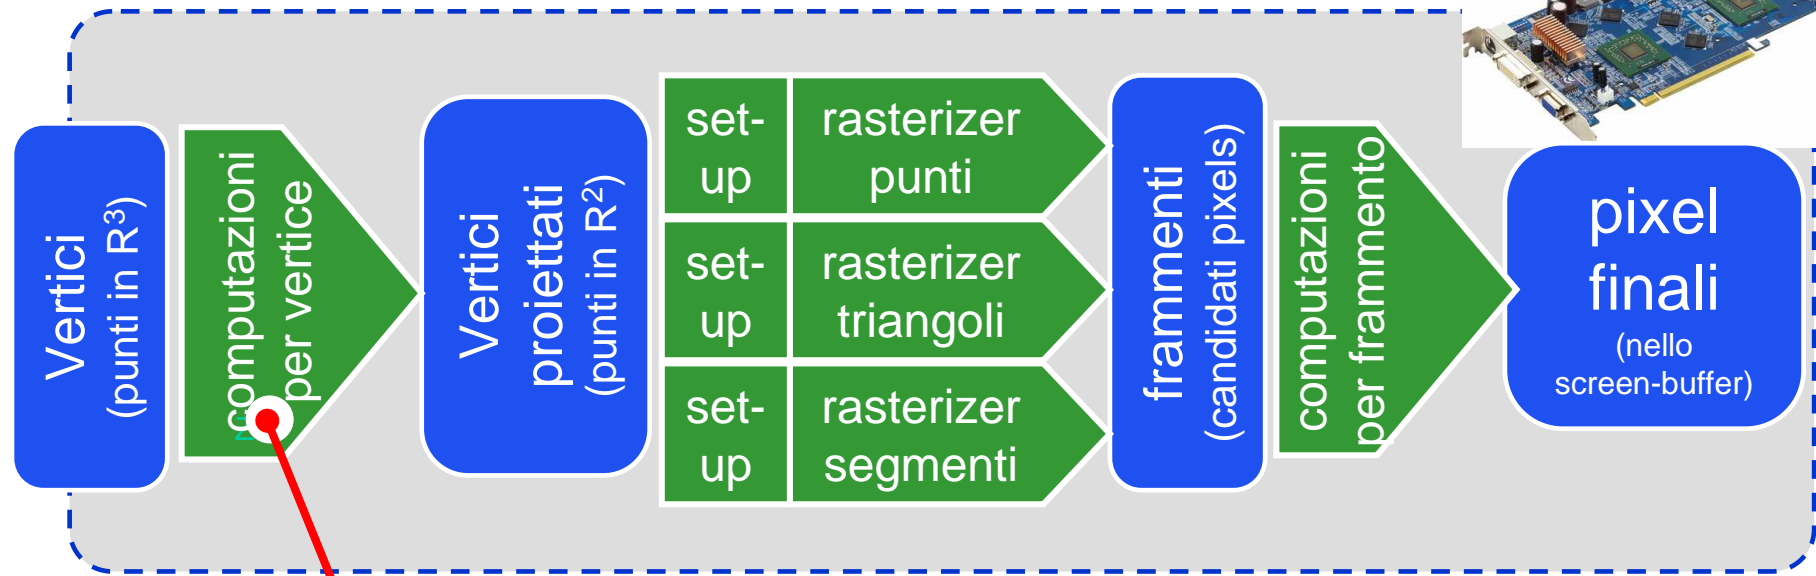 Vertici
(punti in R³)
computazioni
per vertice
Vertici
proiettati
(punti in R²)
set-
up
rasterizer
punti
set-
up
rasterizer
triangoli
set-
up
rasterizer
segmenti
frammenti
(candidati pixels)
computazioni
per frammento
pixel
finali
(nello
screen-buffer)